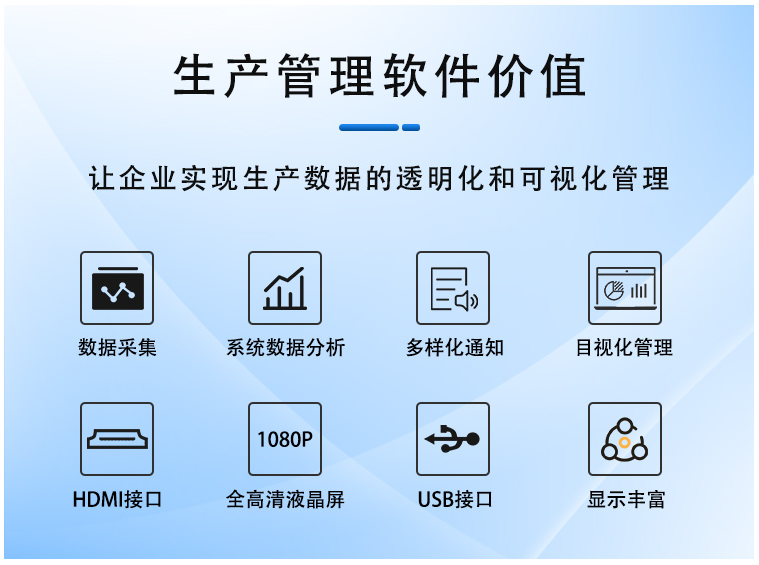 生产管理软件价值
让企业实现生产数据的透明化和可视化管理
数据采集 系统数据分析 多样化通知 目视化管理
1080P
HDMI接口 全高清液晶屏 USB接口 显示丰富